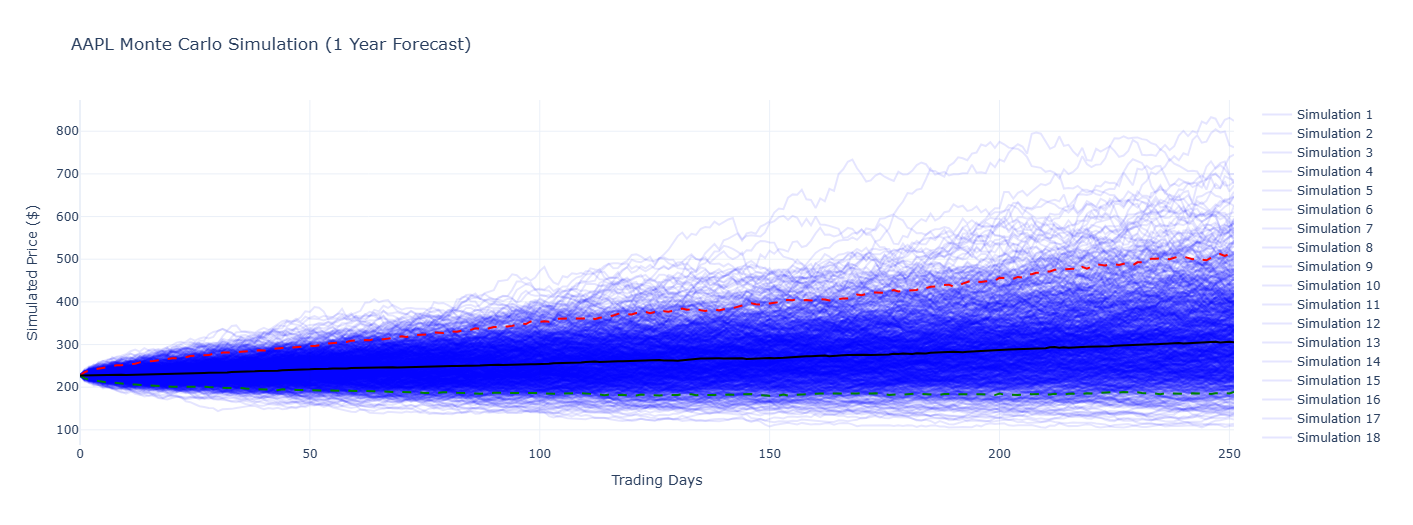 AAPL Monte Carlo Simulation (1 Year Forecast)
Simulated Price ($)
800
700
600
500
400
300
200
100
0
50
100
150
200
250
Trading Days
Simulation 1
Simulation 2
Simulation 3
Simulation 4
Simulation 5
Simulation 6
Simulation 7
Simulation 8
Simulation 9
Simulation 10
Simulation 11
Simulation 12
Simulation 13
Simulation 14
Simulation 15
Simulation 16
Simulation 17
Simulation 18